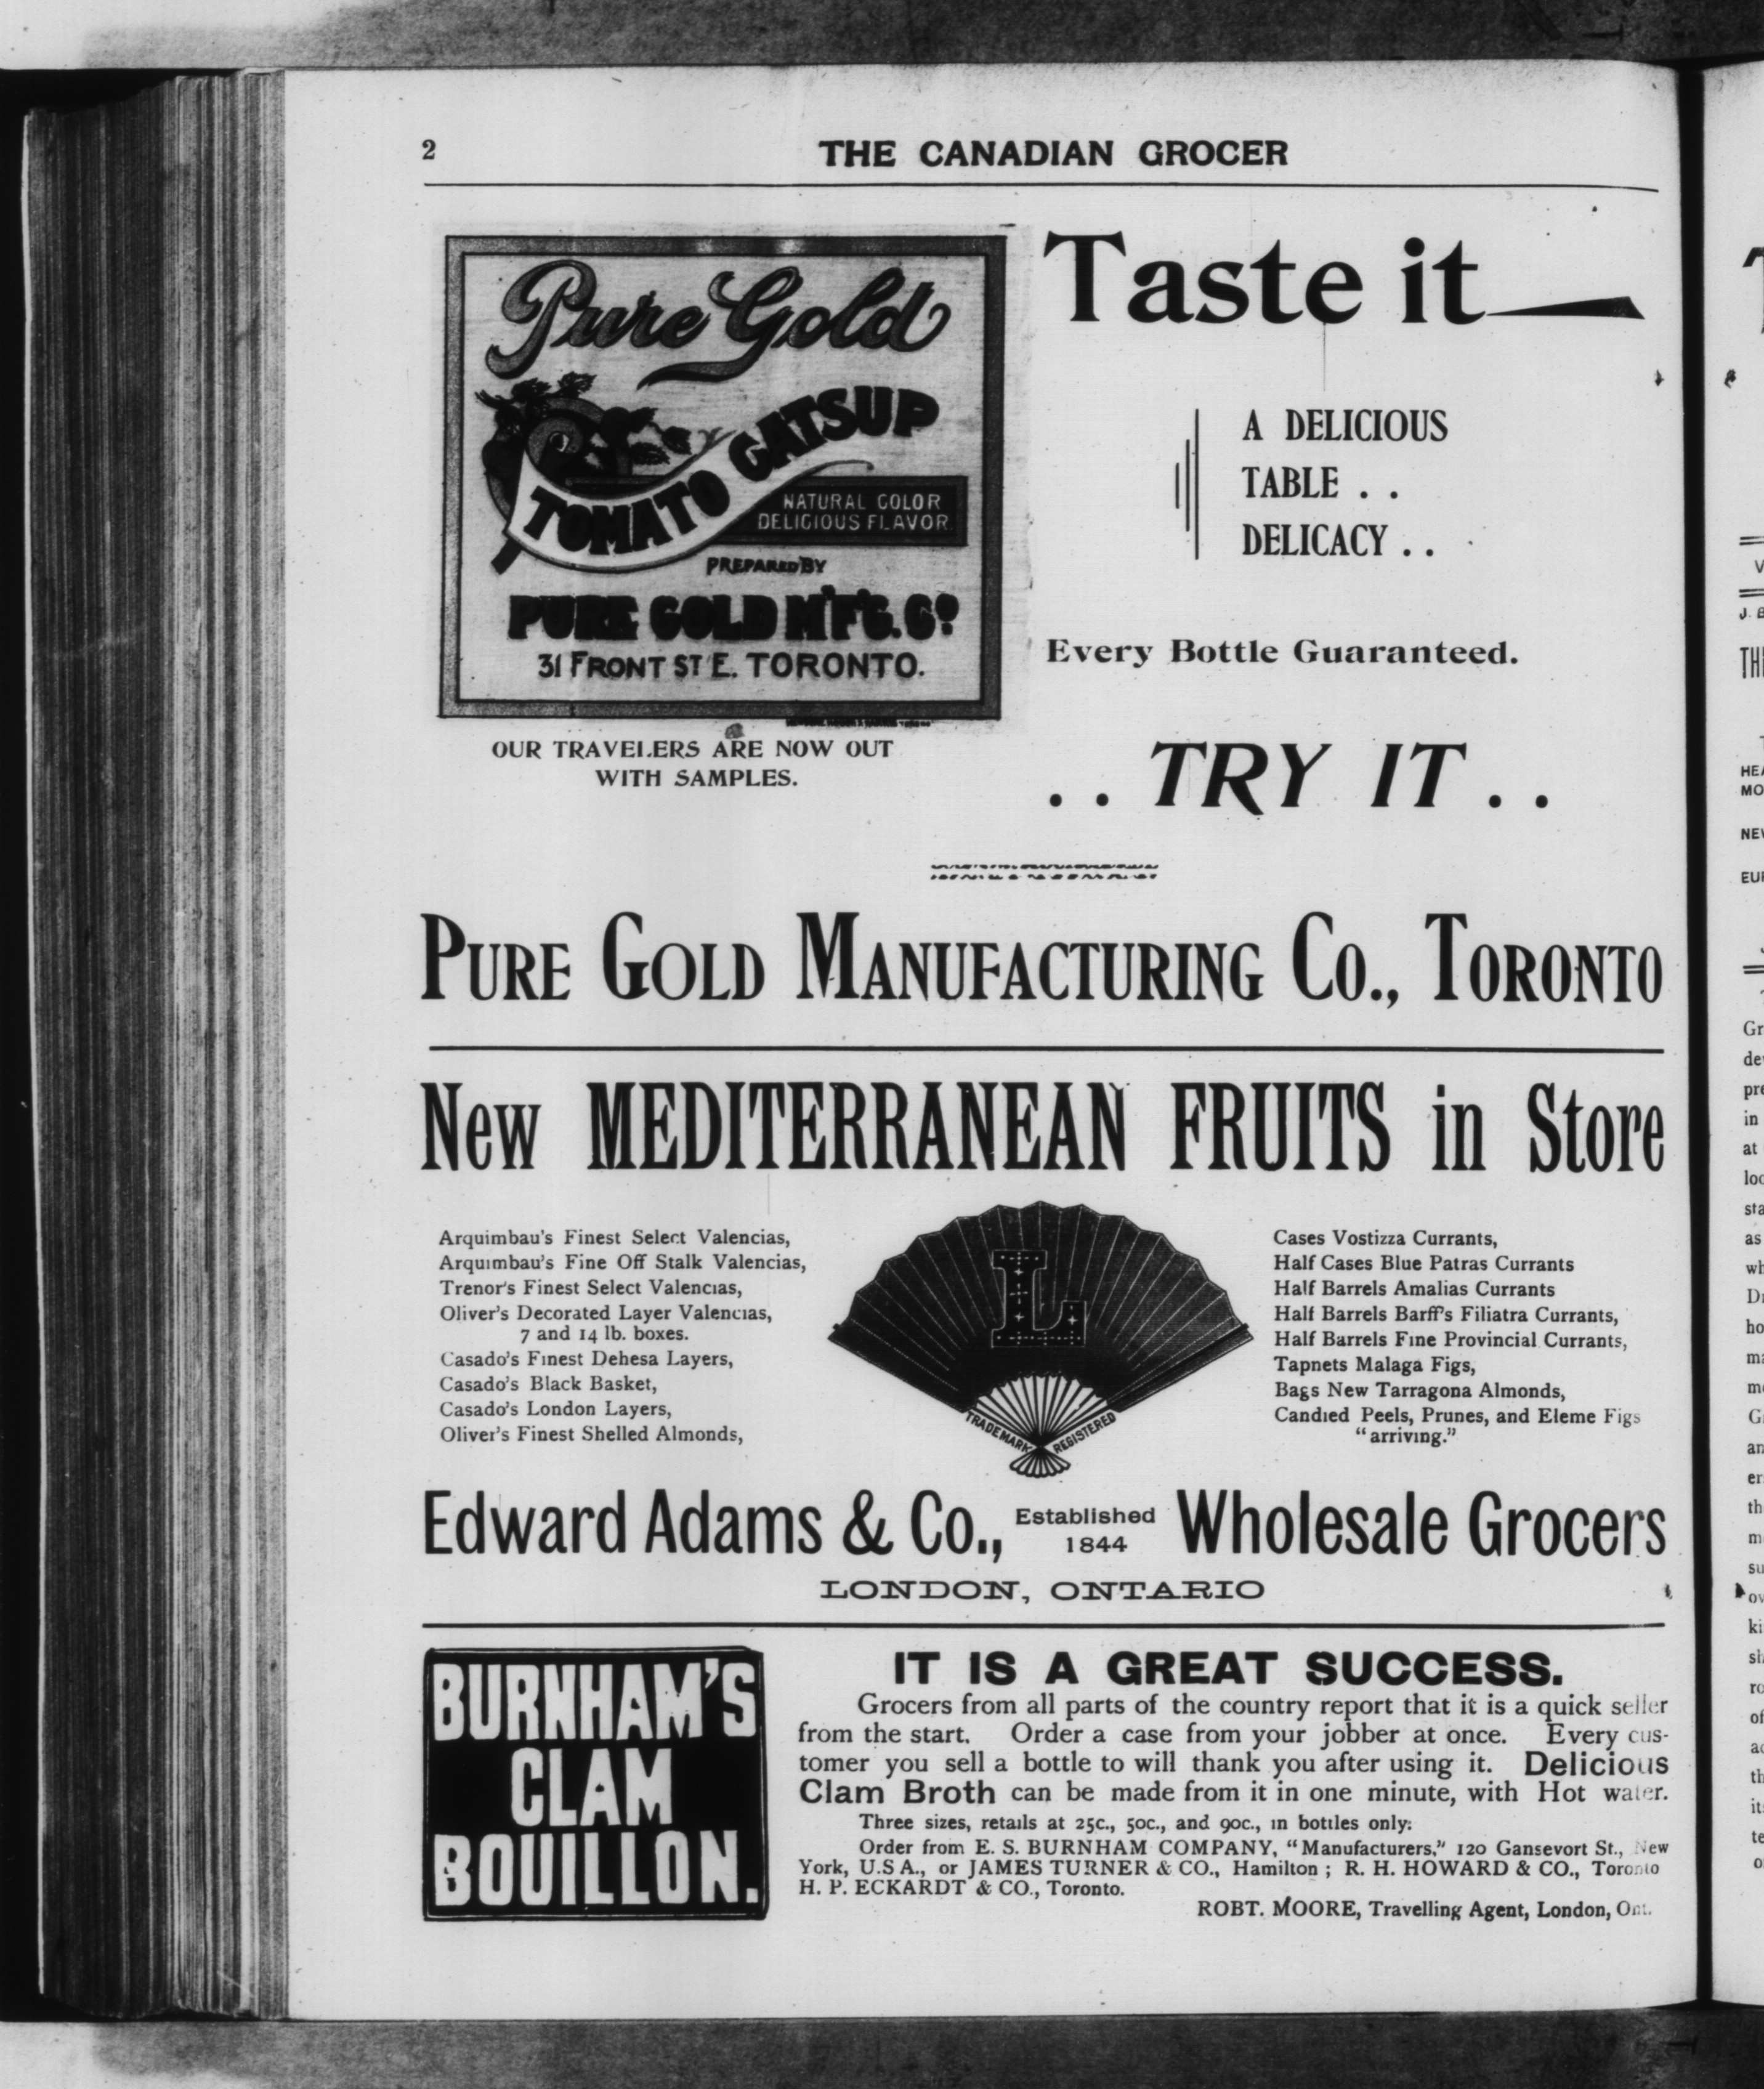 2
THE CANADIAN GROCER
Pure Gold
TOMATO CATSUP
NATURAL COLOR
DELICIOUS FLAVOR
PREPARED BY
PURE GOLD M'F'G. Co.
31 FRONT ST E. TORONTO.
OUR TRAVELERS ARE NOW OUT
WITH SAMPLES.
Taste it
A DELICIOUS
TABLE . .
DELICACY . .
Every Bottle Guaranteed.
. . TRY IT . .
PURE GOLD MANUFACTURING CO., TORONTO
New MEDITERRANEAN FRUITS in Store
Arquimbau's Finest Select Valencias,
Arquimbau's Fine Off Stalk Valencias,
Trenor's Finest Select Valencias,
Oliver's Decorated Layer Valencias,
7 and 14 lb. boxes.
Casado's Finest Dehesa Layers,
Casado's Black Basket,
Casado's London Layers,
Oliver's Finest Shelled Almonds,
L
TRADE MARK REGISTERED
Cases Vostizza Currants,
Half Cases Blue Patras Currants
Half Barrels Amalias Currants
Half Barrels Barff's Filiatra Currants,
Half Barrels Fine Provincial Currants,
Tapnets Malaga Figs,
Bags New Tarragona Almonds,
Candied Peels, Prunes, and Eleme Figs
"arriving."
Edward Adams & Co., Established 1844 Wholesale Grocers
LONDON, ONTARIO
BURNHAM'S
CLAM
BOUILLON.
IT IS A GREAT SUCCESS.
Grocers from all parts of the country report that it is a quick seller
from the start. Order a case from your jobber at once. Every cus-
tomer you sell a bottle to will thank you after using it. Delicious
Clam Broth can be made from it in one minute, with Hot water.
Three sizes, retails at 25c., 50c., and 90c., in bottles only.
Order from E. S. BURNHAM COMPANY, "Manufacturers," 120 Gansevort St., New
York, U.S A., or JAMES TURNER & CO., Hamilton ; R. H. HOWARD & CO., Toronto
H. P. ECKARDT & CO., Toronto.
ROBT. MOORE, Travelling Agent, London, Ont.